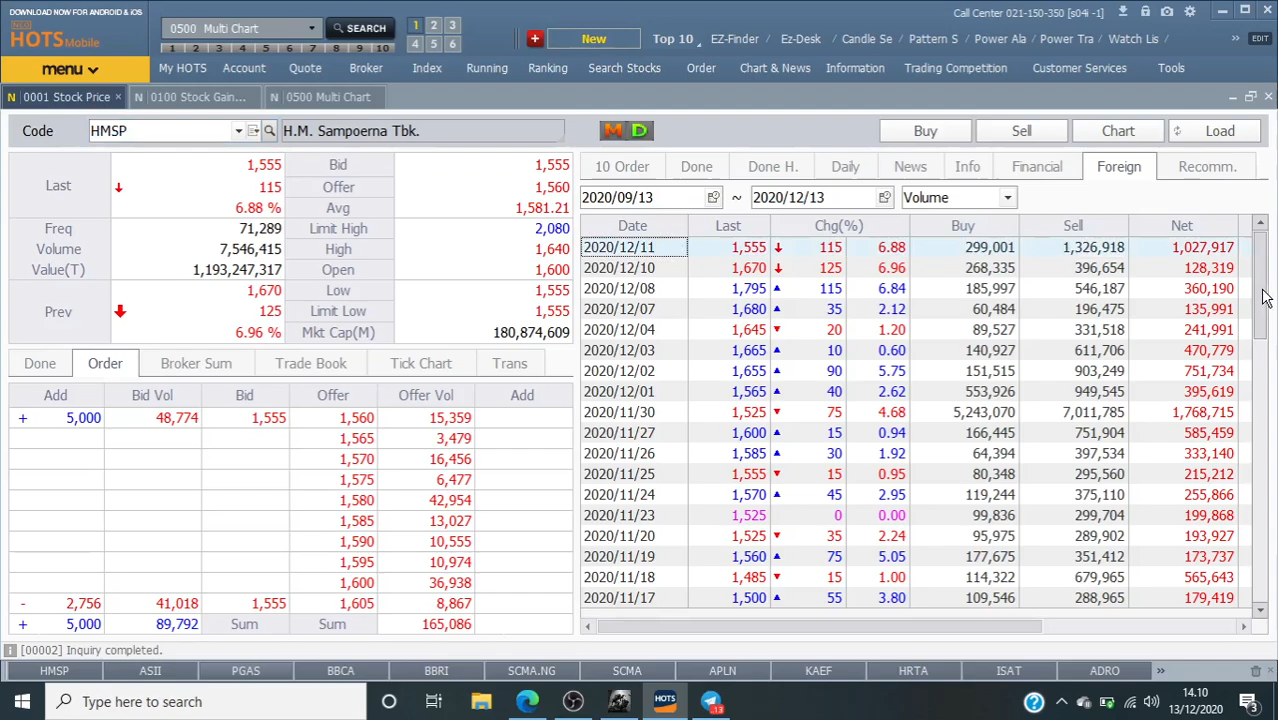 DOWNLOAD NOW FOR ANDROID & iOS
NEO
HOTS Mobile
0500 Multi Chart
SEARCH
1 2 3 4 5 6 7 8 9 10
1 2 3
4 5 6
New
Top 10
EZ-Finder
Ez-Desk
Candle Se
Pattern S
Power Ala
Power Tra
Watch Lis
EDIT
Call Center 021-150-350 [s04i -1]
menu
My HOTS Account Quote Broker Index Running Ranking Search Stocks Order Chart & News Information Trading Competition Customer Services Tools
N 0001 Stock Price × N 0100 Stock Gain... N 0500 Multi Chart
Code HMSP H.M. Sampoerna Tbk. M D Buy Sell Chart Load
Last 1,555 Bid 1,555
115 Offer 1,560
6.88 % Avg 1,581.21
Freq 71,289 Limit High 2,080
Volume 7,546,415 High 1,640
Value(T) 1,193,247,317 Open 1,600
Prev 1,670 Low 1,555
125 Limit Low 1,555
6.96 % Mkt Cap(M) 180,874,609
Done Order Broker Sum Trade Book Tick Chart Trans
Add Bid Vol Bid Offer Offer Vol Add
+ 5,000 48,774 1,555 1,560 15,359
1,565 3,479
1,570 16,456
1,575 6,477
1,580 42,954
1,585 13,027
1,590 10,555
1,595 10,974
1,600 36,938
- 2,756 41,018 1,555 1,605 8,867
+ 5,000 89,792 Sum Sum 165,086
10 Order Done Done H. Daily News Info Financial Foreign Recomm.
2020/09/13 ~ 2020/12/13 Volume
Date Last Chg(%) Buy Sell Net
2020/12/11 1,555 115 6.88 299,001 1,326,918 1,027,917
2020/12/10 1,670 125 6.96 268,335 396,654 128,319
2020/12/08 1,795 115 6.84 185,997 546,187 360,190
2020/12/07 1,680 35 2.12 60,484 196,475 135,991
2020/12/04 1,645 20 1.20 89,527 331,518 241,991
2020/12/03 1,665 10 0.60 140,927 611,706 470,779
2020/12/02 1,655 90 5.75 151,515 903,249 751,734
2020/12/01 1,565 40 2.62 553,926 949,545 395,619
2020/11/30 1,525 75 4.68 5,243,070 7,011,785 1,768,715
2020/11/27 1,600 15 0.94 166,445 751,904 585,459
2020/11/26 1,585 30 1.92 64,394 397,534 333,140
2020/11/25 1,555 15 0.95 80,348 295,560 215,212
2020/11/24 1,570 45 2.95 119,244 375,110 255,866
2020/11/23 1,525 0 0.00 99,836 299,704 199,868
2020/11/20 1,525 35 2.24 95,975 289,902 193,927
2020/11/19 1,560 75 5.05 177,675 351,412 173,737
2020/11/18 1,485 15 1.00 114,322 679,965 565,643
2020/11/17 1,500 55 3.80 109,546 288,965 179,419
[00002] Inquiry completed.
HMSP ASII PGAS BBCA BBRI SCMA.NG SCMA APLN KAEF HRTA ISAT ADRO
Type here to search
HOTS
13
14.10
13/12/2020
3